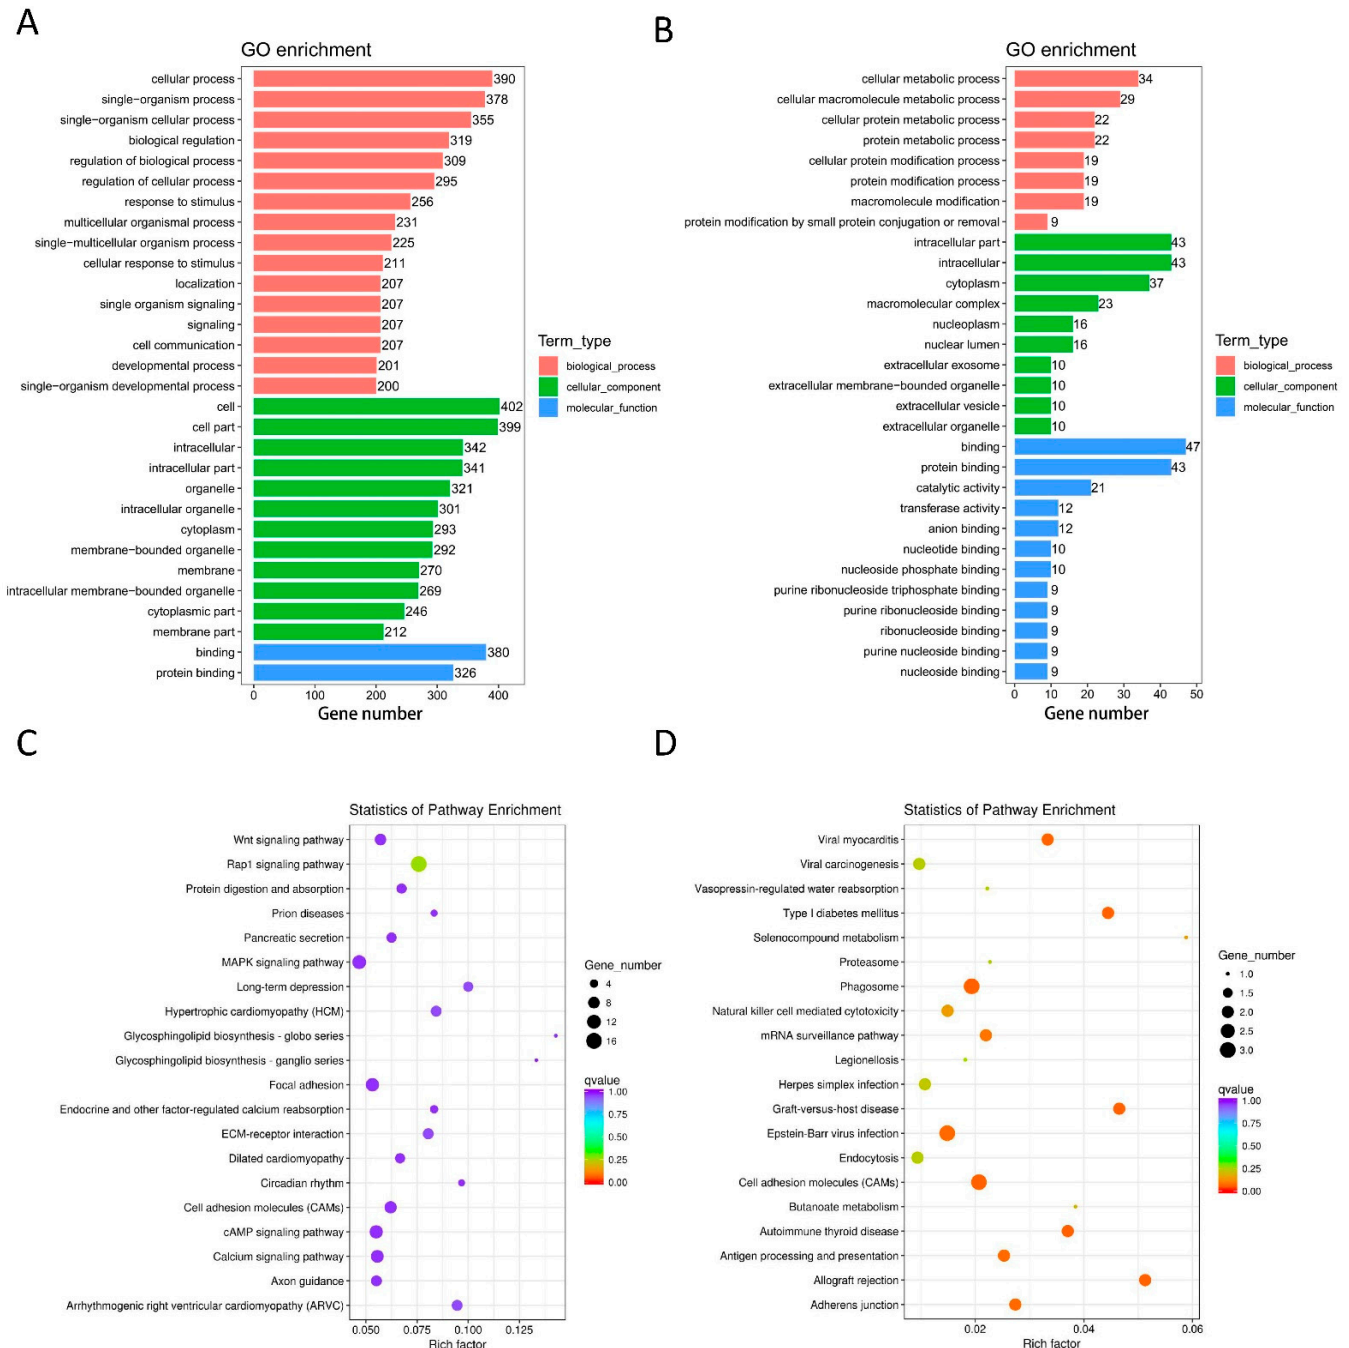 A
GO enrichment
cellular process 390
single-organism process 378
single-organism cellular process 355
biological regulation 319
regulation of biological process 309
regulation of cellular process 295
response to stimulus 256
multicellular organismal process 231
single-multicellular organism process 225
cellular response to stimulus 211
localization 207
single organism signaling 207
signaling 207
cell communication 207
developmental process 201
single-organism developmental process 200
cell 402
cell part 399
intracellular 342
intracellular part 341
organelle 321
intracellular organelle 301
cytoplasm 293
membrane-bounded organelle 292
membrane 270
intracellular membrane-bounded organelle 269
cytoplasmic part 246
membrane part 212
binding 380
protein binding 326
0 100 200 300 400
Gene number
Term_type
biological_process
cellular_component
molecular_function
B
GO enrichment
cellular metabolic process 34
cellular macromolecule metabolic process 29
cellular protein metabolic process 22
protein metabolic process 22
cellular protein modification process 19
protein modification process 19
macromolecule modification 19
protein modification by small protein conjugation or removal 9
intracellular part 43
intracellular 43
cytoplasm 37
macromolecular complex 23
nucleoplasm 16
nuclear lumen 16
extracellular exosome 10
extracellular membrane-bounded organelle 10
extracellular vesicle 10
extracellular organelle 10
binding 47
protein binding 43
catalytic activity 21
transferase activity 12
anion binding 12
nucleotide binding 10
nucleoside phosphate binding 10
purine ribonucleoside triphosphate binding 9
purine ribonucleoside binding 9
ribonucleoside binding 9
purine nucleoside binding 9
nucleoside binding 9
0 10 20 30 40 50
Gene number
Term_type
biological_process
cellular_component
molecular_function
C
Statistics of Pathway Enrichment
Wnt signaling pathway
Rap1 signaling pathway
Protein digestion and absorption
Prion diseases
Pancreatic secretion
MAPK signaling pathway
Long-term depression
Hypertrophic cardiomyopathy (HCM)
Glycosphingolipid biosynthesis - globo series
Glycosphingolipid biosynthesis - ganglio series
Focal adhesion
Endocrine and other factor-regulated calcium reabsorption
ECM-receptor interaction
Dilated cardiomyopathy
Circadian rhythm
Cell adhesion molecules (CAMs)
cAMP signaling pathway
Calcium signaling pathway
Axon guidance
Arrhythmogenic right ventricular cardiomyopathy (ARVC)
0.050 0.075 0.100 0.125
Rich factor
Gene_number
4
8
12
16
qvalue
1.00
0.75
0.50
0.25
0.00
D
Statistics of Pathway Enrichment
Viral myocarditis
Viral carcinogenesis
Vasopressin-regulated water reabsorption
Type I diabetes mellitus
Selenocompound metabolism
Proteasome
Phagosome
Natural killer cell mediated cytotoxicity
mRNA surveillance pathway
Legionellosis
Herpes simplex infection
Graft-versus-host disease
Epstein-Barr virus infection
Endocytosis
Cell adhesion molecules (CAMs)
Butanoate metabolism
Autoimmune thyroid disease
Antigen processing and presentation
Allograft rejection
Adherens junction
0.02 0.04 0.06
Rich factor
Gene_number
1.0
1.5
2.0
2.5
3.0
qvalue
1.00
0.75
0.50
0.25
0.00